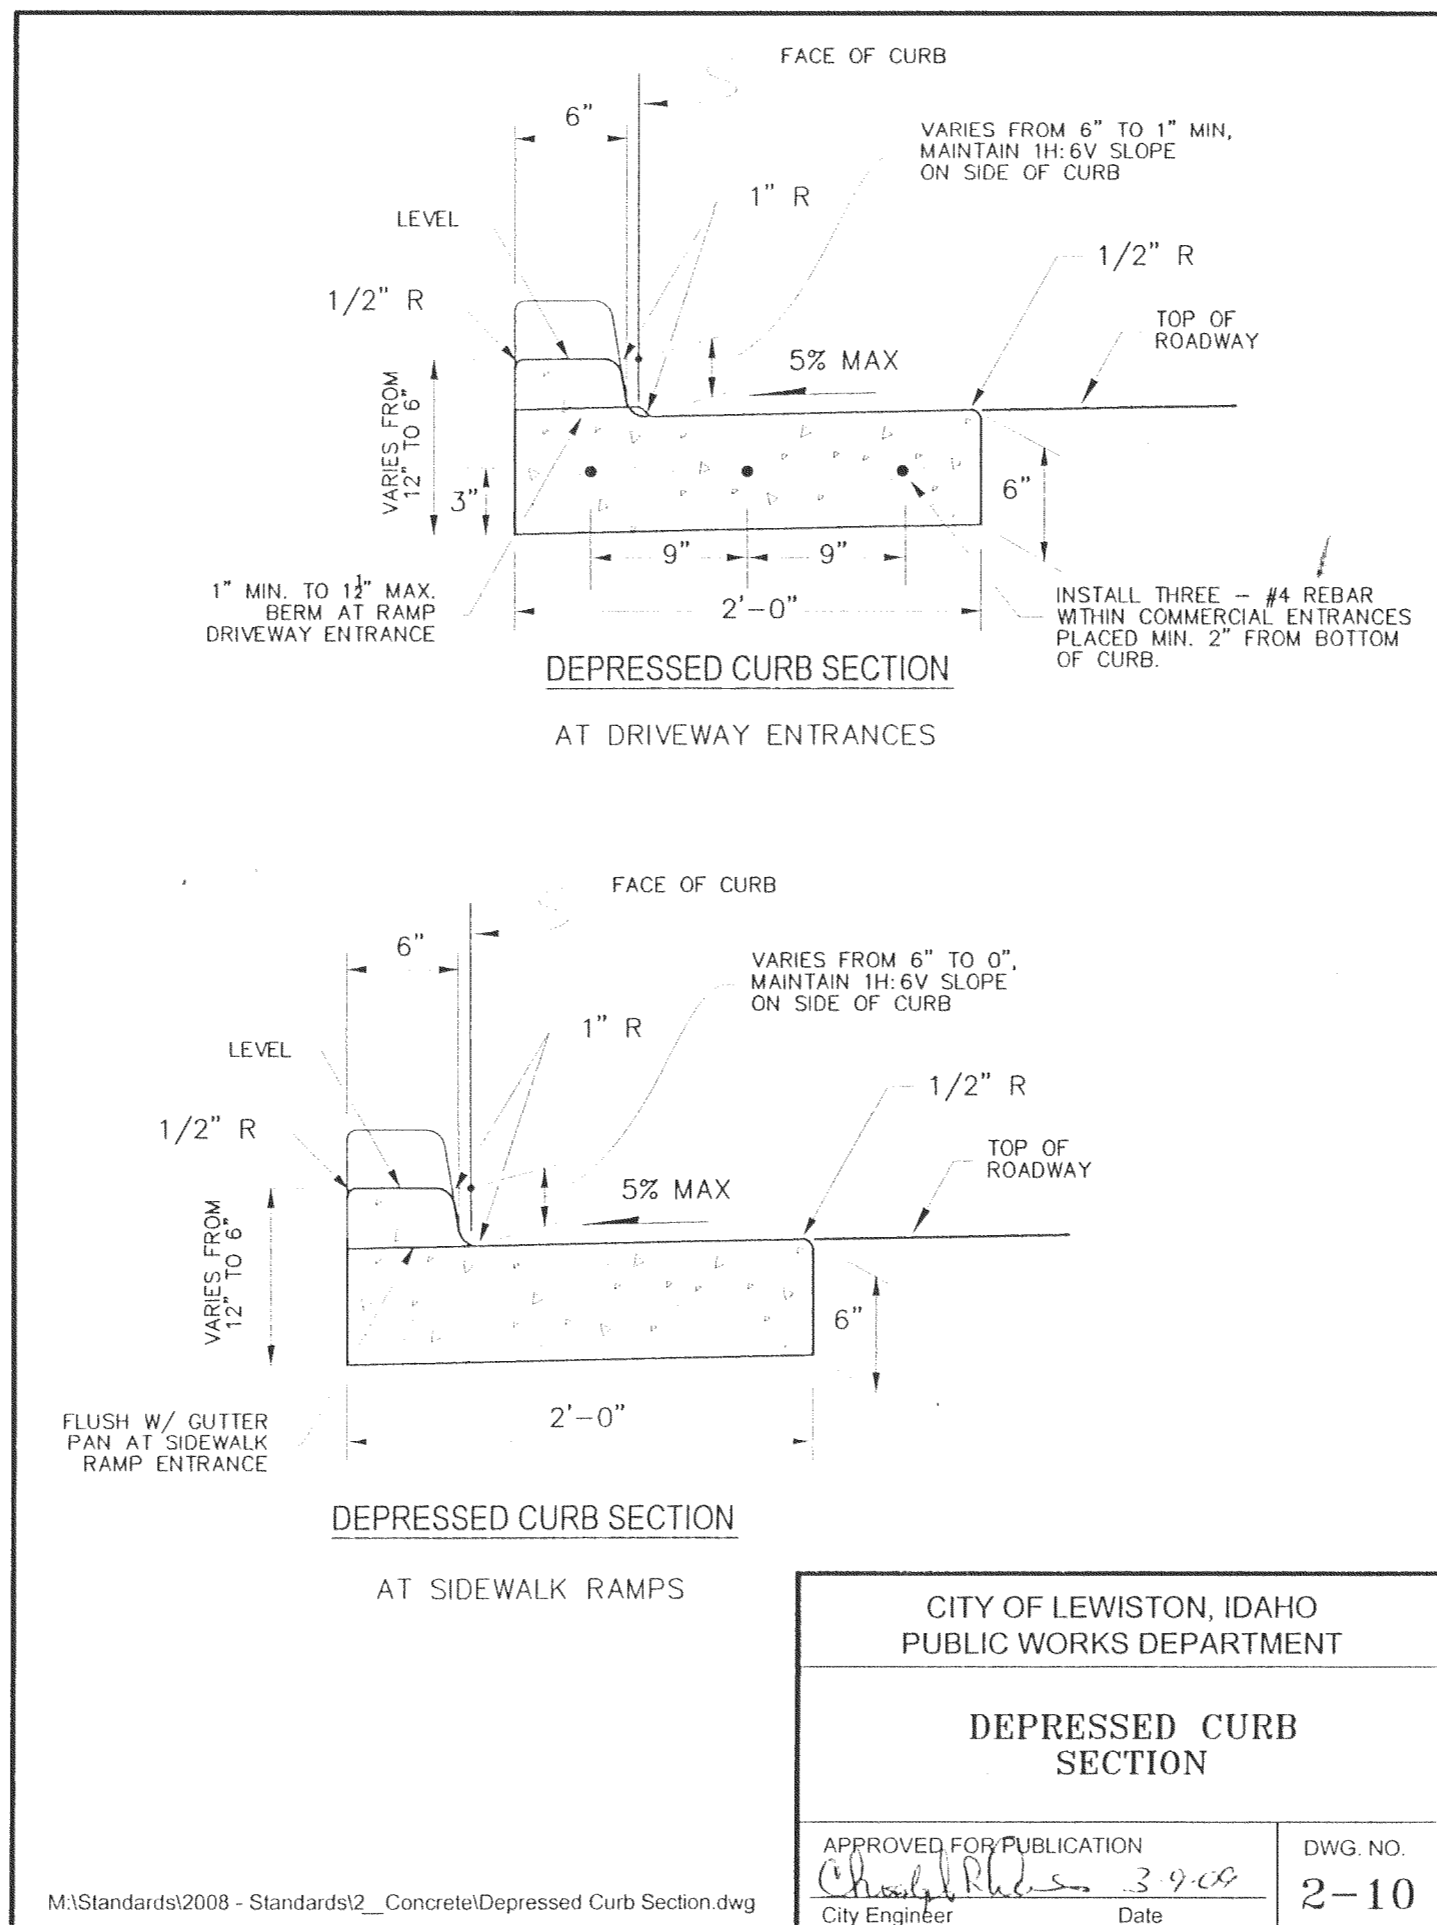 FACE OF CURB
6"
VARIES FROM 6" TO 1" MIN,
MAINTAIN 1H:6V SLOPE
ON SIDE OF CURB
1" R
LEVEL
1/2" R
1/2" R
TOP OF
ROADWAY
5% MAX
VARIES FROM
12" TO 6"
3"
6"
9"
9"
2'-0"
1" MIN. TO 1½" MAX.
BERM AT RAMP
DRIVEWAY ENTRANCE
INSTALL THREE - #4 REBAR
WITHIN COMMERCIAL ENTRANCES
PLACED MIN. 2" FROM BOTTOM
OF CURB.
DEPRESSED CURB SECTION
AT DRIVEWAY ENTRANCES
FACE OF CURB
6"
VARIES FROM 6" TO 0",
MAINTAIN 1H:6V SLOPE
ON SIDE OF CURB
1" R
LEVEL
1/2" R
1/2" R
TOP OF
ROADWAY
5% MAX
VARIES FROM
12" TO 6"
6"
2'-0"
FLUSH W/ GUTTER
PAN AT SIDEWALK
RAMP ENTRANCE
DEPRESSED CURB SECTION
AT SIDEWALK RAMPS
CITY OF LEWISTON, IDAHO
PUBLIC WORKS DEPARTMENT
DEPRESSED CURB
SECTION
APPROVED FOR PUBLICATION
3-9-09
City Engineer Date
DWG. NO.
2-10
M:\Standards\2008 - Standards\2__Concrete\Depressed Curb Section.dwg